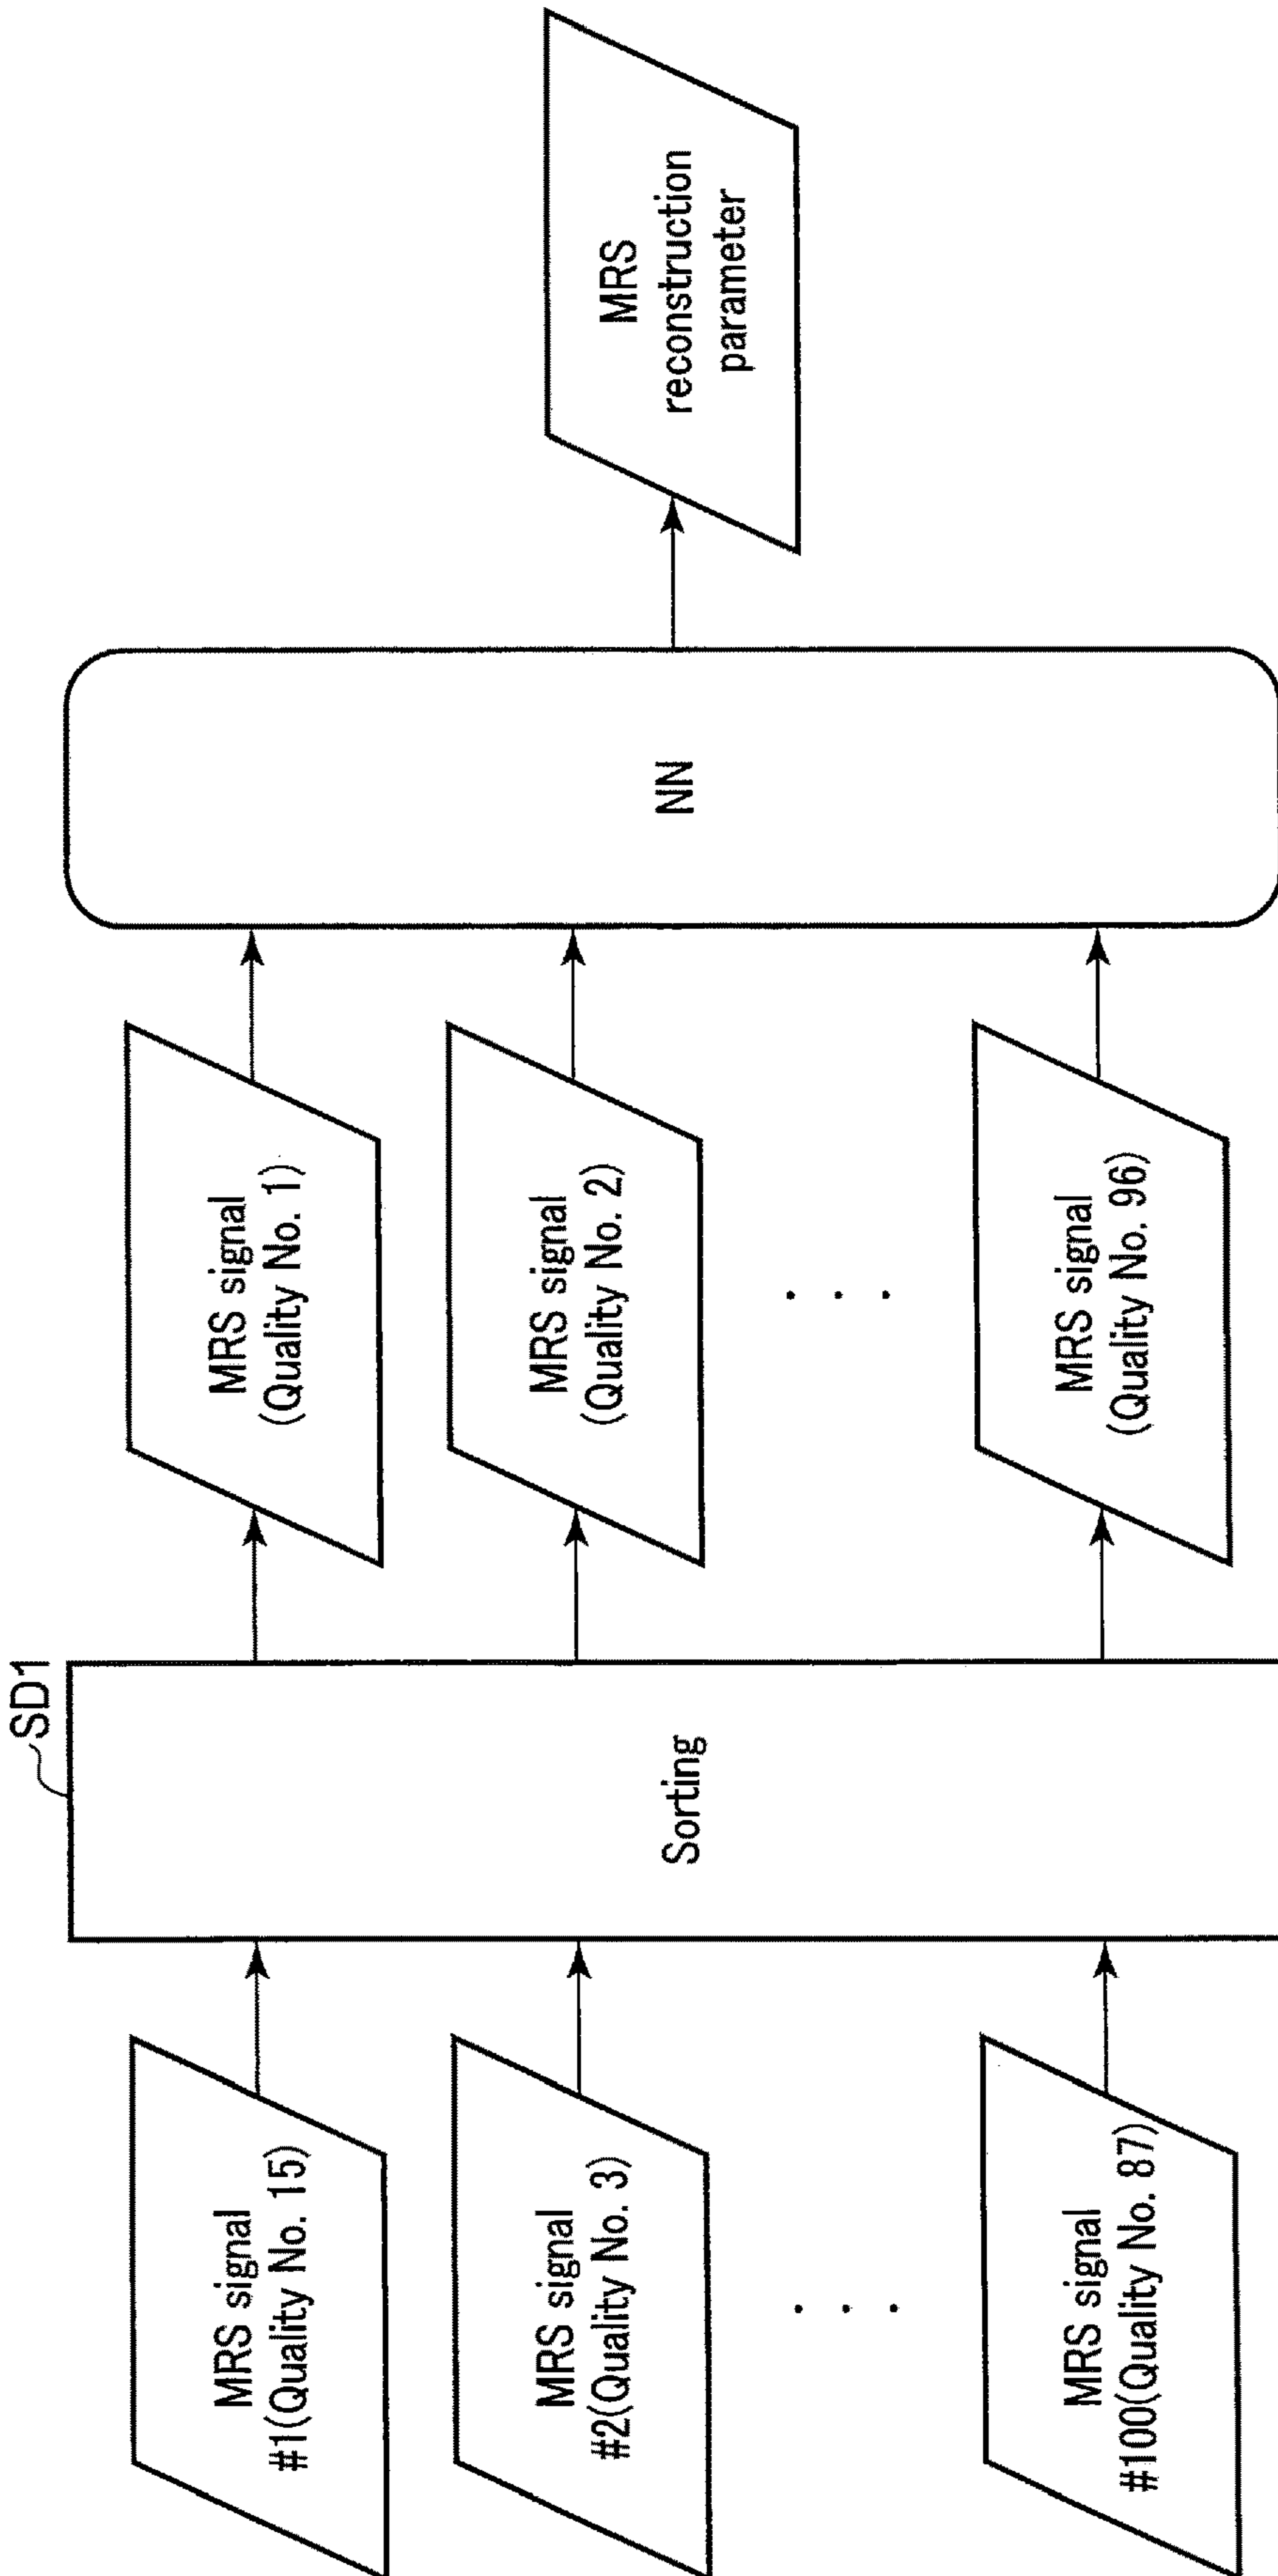 SD1
MRS signal
#1(Quality No. 15)
MRS signal
#2(Quality No. 3)
. . .
MRS signal
#100(Quality No. 87)
Sorting
MRS signal
(Quality No. 1)
MRS signal
(Quality No. 2)
. . .
MRS signal
(Quality No. 96)
NN
MRS
reconstruction
parameter